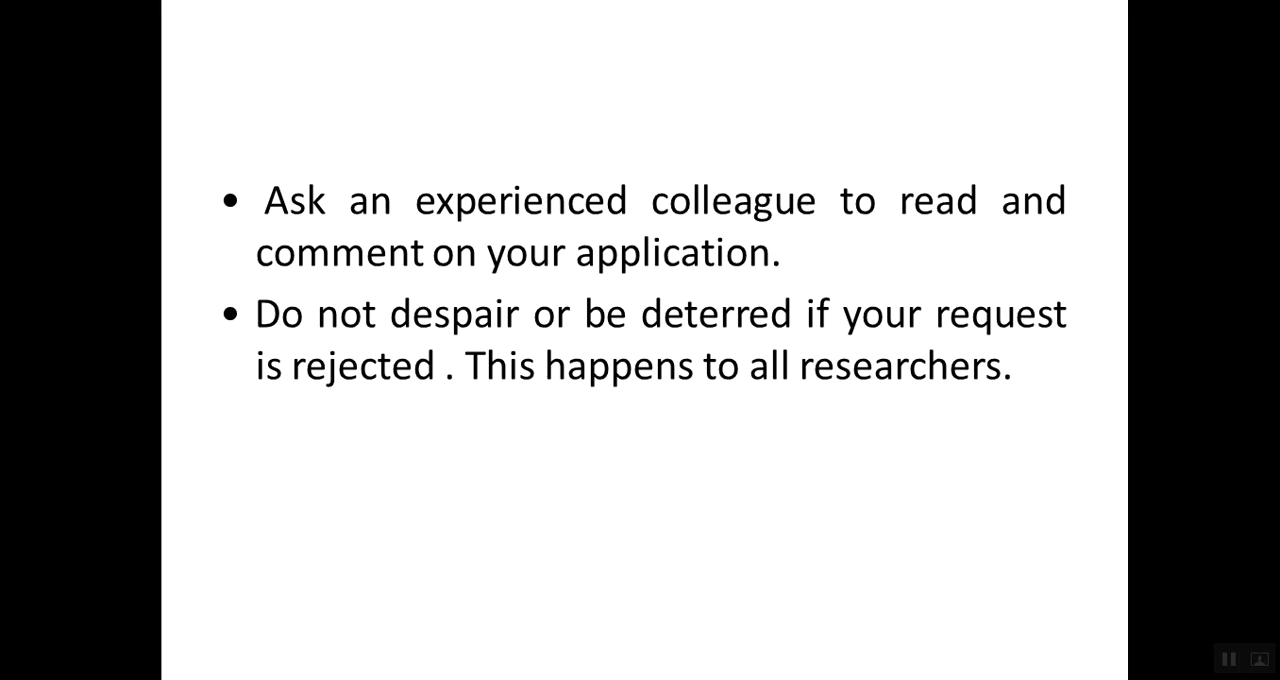 • Ask an experienced colleague to read and
comment on your application.
• Do not despair or be deterred if your request
is rejected . This happens to all researchers.